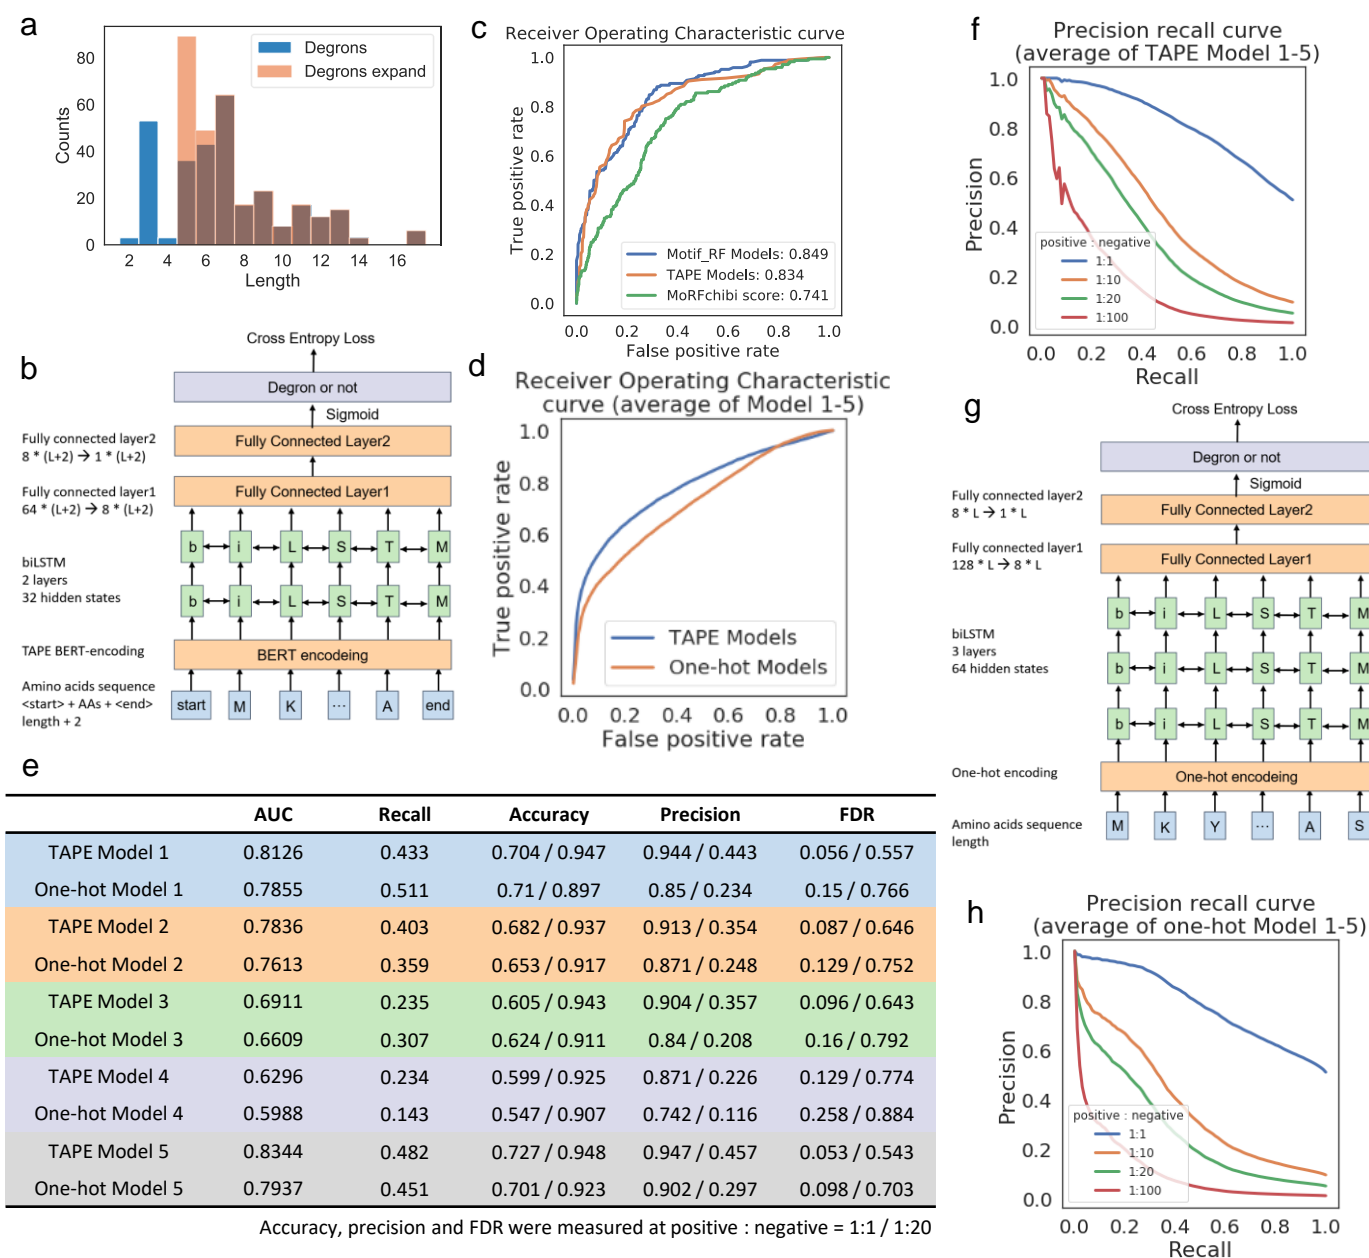 a
Degrons
Degrons expand
Counts
80
60
40
20
0
2 4 6 8 10 12 14 16
Length
c
Receiver Operating Characteristic curve
True positive rate
1.0
0.8
0.6
0.4
0.2
0.0
Motif_RF Models: 0.849
TAPE Models: 0.834
MoRFchibi score: 0.741
0.0 0.2 0.4 0.6 0.8 1.0
False positive rate
f
Precision recall curve
(average of TAPE Model 1-5)
Precision
1.0
0.8
0.6
0.4
0.2
0.0
positive : negative
1:1
1:10
1:20
1:100
0.0 0.2 0.4 0.6 0.8 1.0
Recall
b
Cross Entropy Loss
Degron or not
Sigmoid
Fully connected layer2
8 * (L+2) → 1 * (L+2)
Fully Connected Layer2
Fully connected layer1
64 * (L+2) → 8 * (L+2)
Fully Connected Layer1
b i L S T M
biLSTM
2 layers
32 hidden states
b i L S T M
TAPE BERT-encoding
BERT encodeing
Amino acids sequence
<start> + AAs + <end>
length + 2
start M K ... A end
d
Receiver Operating Characteristic
curve (average of Model 1-5)
True positive rate
1.0
0.8
0.6
0.4
0.2
0.0
TAPE Models
One-hot Models
0.0 0.2 0.4 0.6 0.8 1.0
False positive rate
g
Cross Entropy Loss
Degron or not
Sigmoid
Fully connected layer2
8 * L → 1 * L
Fully Connected Layer2
Fully connected layer1
128 * L → 8 * L
Fully Connected Layer1
b i L S T M
biLSTM
3 layers
64 hidden states
b i L S T M
b i L S T M
One-hot encoding
One-hot encodeing
Amino acids sequence
length
M K Y ... A S
e
AUC Recall Accuracy Precision FDR
TAPE Model 1 0.8126 0.433 0.704 / 0.947 0.944 / 0.443 0.056 / 0.557
One-hot Model 1 0.7855 0.511 0.71 / 0.897 0.85 / 0.234 0.15 / 0.766
TAPE Model 2 0.7836 0.403 0.682 / 0.937 0.913 / 0.354 0.087 / 0.646
One-hot Model 2 0.7613 0.359 0.653 / 0.917 0.871 / 0.248 0.129 / 0.752
TAPE Model 3 0.6911 0.235 0.605 / 0.943 0.904 / 0.357 0.096 / 0.643
One-hot Model 3 0.6609 0.307 0.624 / 0.911 0.84 / 0.208 0.16 / 0.792
TAPE Model 4 0.6296 0.234 0.599 / 0.925 0.871 / 0.226 0.129 / 0.774
One-hot Model 4 0.5988 0.143 0.547 / 0.907 0.742 / 0.116 0.258 / 0.884
TAPE Model 5 0.8344 0.482 0.727 / 0.948 0.947 / 0.457 0.053 / 0.543
One-hot Model 5 0.7937 0.451 0.701 / 0.923 0.902 / 0.297 0.098 / 0.703
Accuracy, precision and FDR were measured at positive : negative = 1:1 / 1:20
h
Precision recall curve
(average of one-hot Model 1-5)
Precision
1.0
0.8
0.6
0.4
0.2
0.0
positive : negative
1:1
1:10
1:20
1:100
0.0 0.2 0.4 0.6 0.8 1.0
Recall